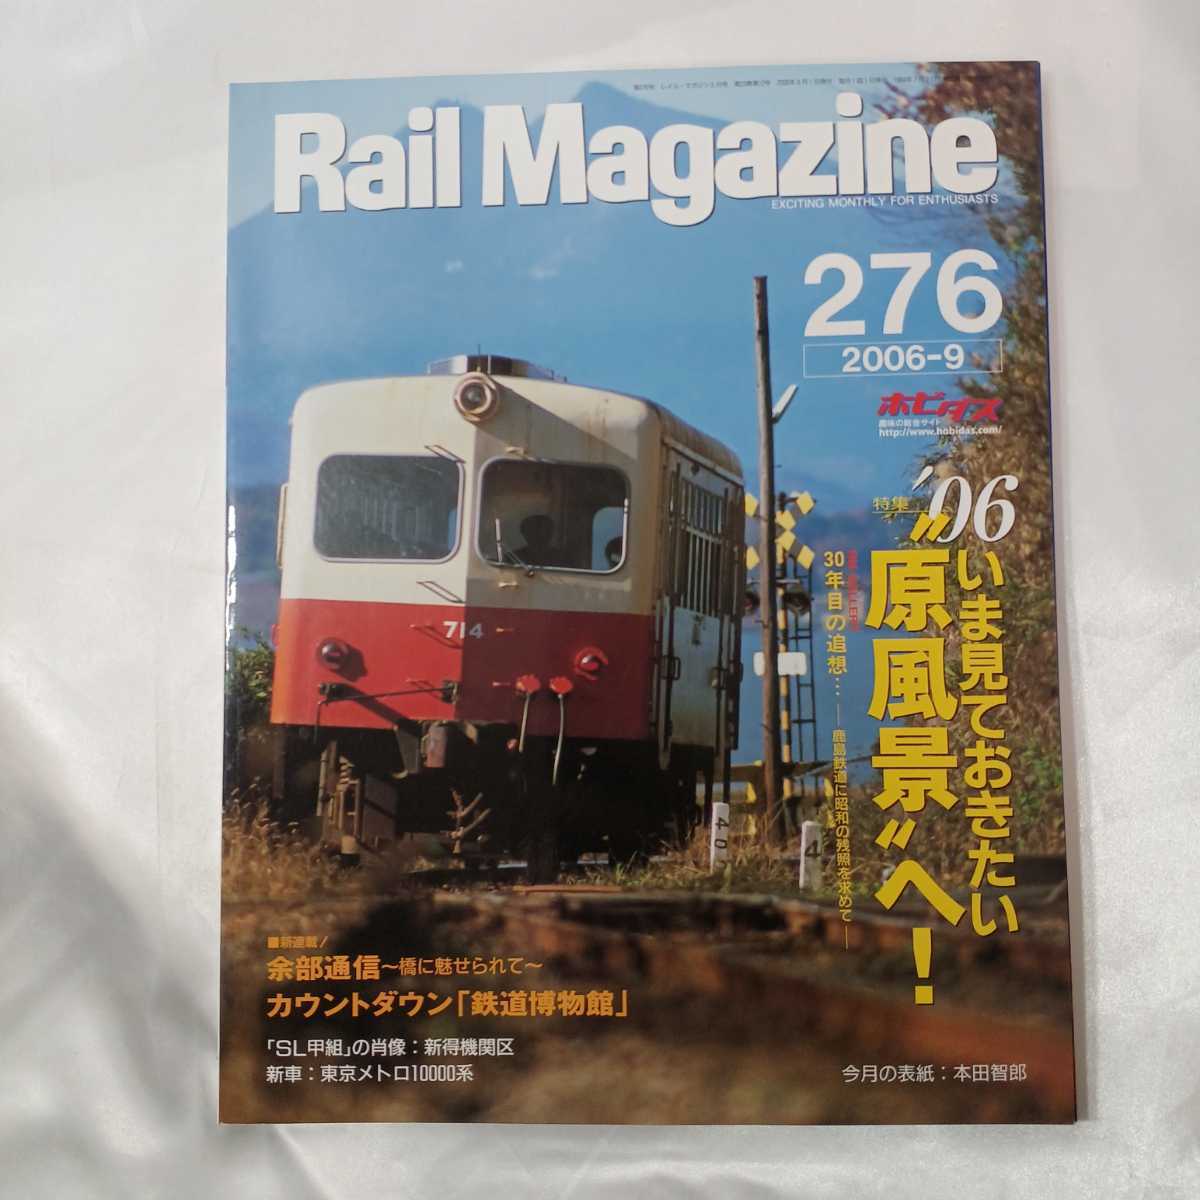 Rail Magazine
EXCITING MONTHLY FOR ENTHUSIASTS
276
2006-9
ホビダス
趣味の総合サイト
http://www.hobidas.com/
特集
'06
いま見ておきたい
“原風景”へ!
30年目の追想…
―鹿島鉄道に昭和の残照を求めて―
714
40
4
■新連載/
余部通信〜橋に魅せられて〜
カウントダウン「鉄道博物館」
「SL甲組」の肖像:新得機関区
新車:東京メトロ10000系
今月の表紙:本田智郎